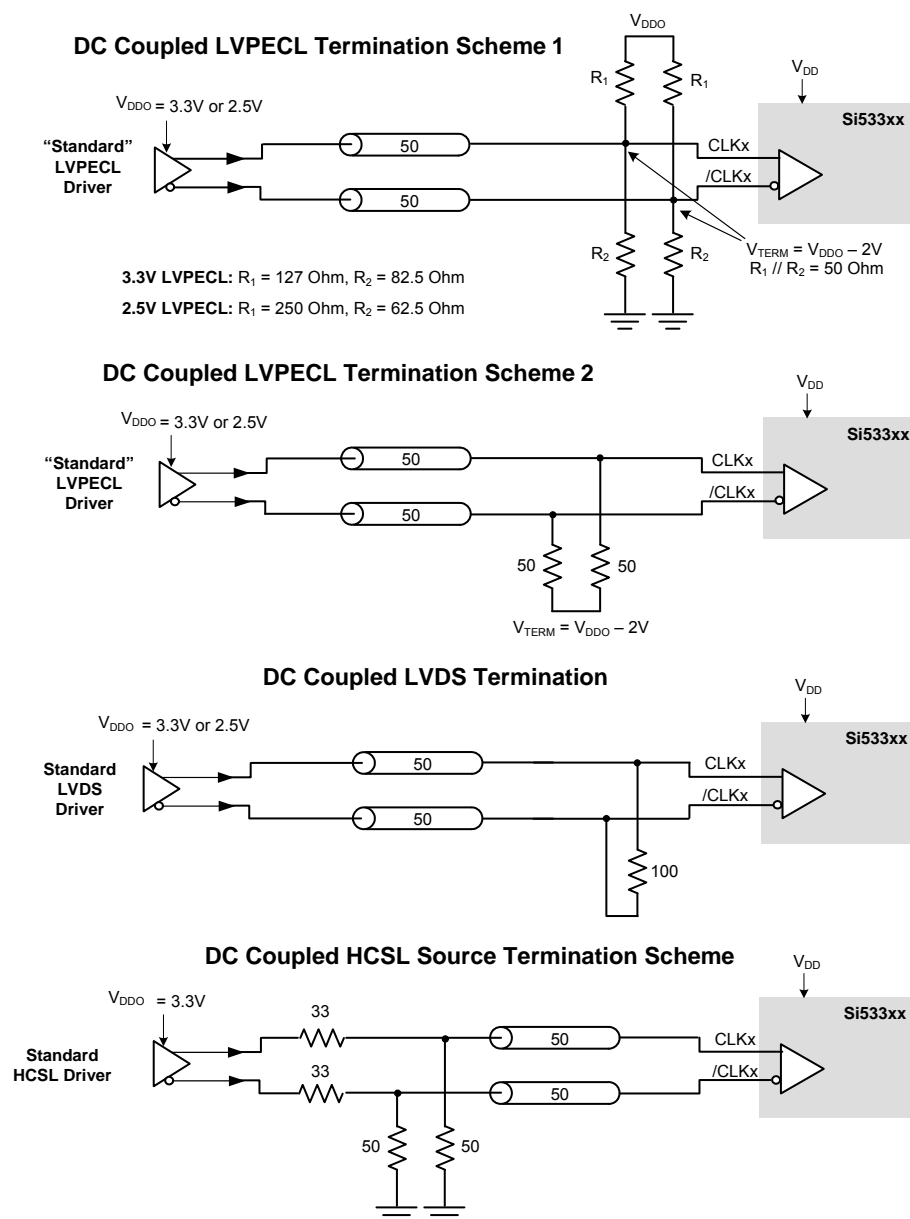 DC Coupled LVPECL Termination Scheme 1
VDDO
VDD
R1 R1
Si533xx
VDDO = 3.3V or 2.5V
"Standard"
LVPECL
Driver
50
CLKx
50
/CLKx
R2 R2
VTERM = VDDO – 2V
R1 // R2 = 50 Ohm
3.3V LVPECL: R1 = 127 Ohm, R2 = 82.5 Ohm
2.5V LVPECL: R1 = 250 Ohm, R2 = 62.5 Ohm
DC Coupled LVPECL Termination Scheme 2
VDD
VDDO = 3.3V or 2.5V
Si533xx
"Standard"
LVPECL
Driver
50
CLKx
50
/CLKx
50 50
VTERM = VDDO – 2V
DC Coupled LVDS Termination
VDD
VDDO = 3.3V or 2.5V
Si533xx
Standard
LVDS
Driver
50
CLKx
50
/CLKx
100
DC Coupled HCSL Source Termination Scheme
VDD
VDDO = 3.3V
Si533xx
33
Standard
HCSL Driver
50
CLKx
33
50
/CLKx
50 50